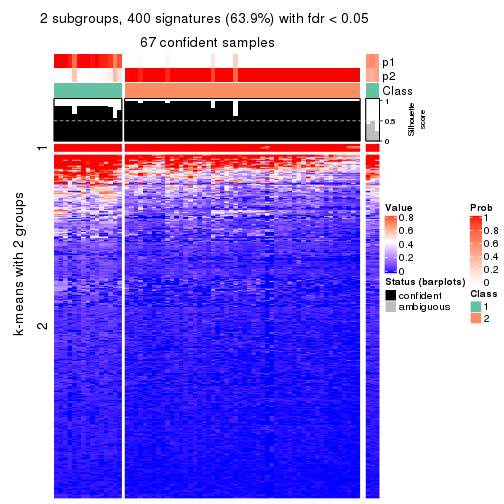 2 subgroups, 400 signatures (63.9%) with fdr < 0.05
67 confident samples
p1
p2
Class
1
0.5
0
Silhouette
score
k-means with 2 groups
1
2
Value
0.8
0.6
0.4
0.2
0
Status (barplots)
confident
ambiguous
Prob
1
0.8
0.6
0.4
0.2
0
Class
1
2